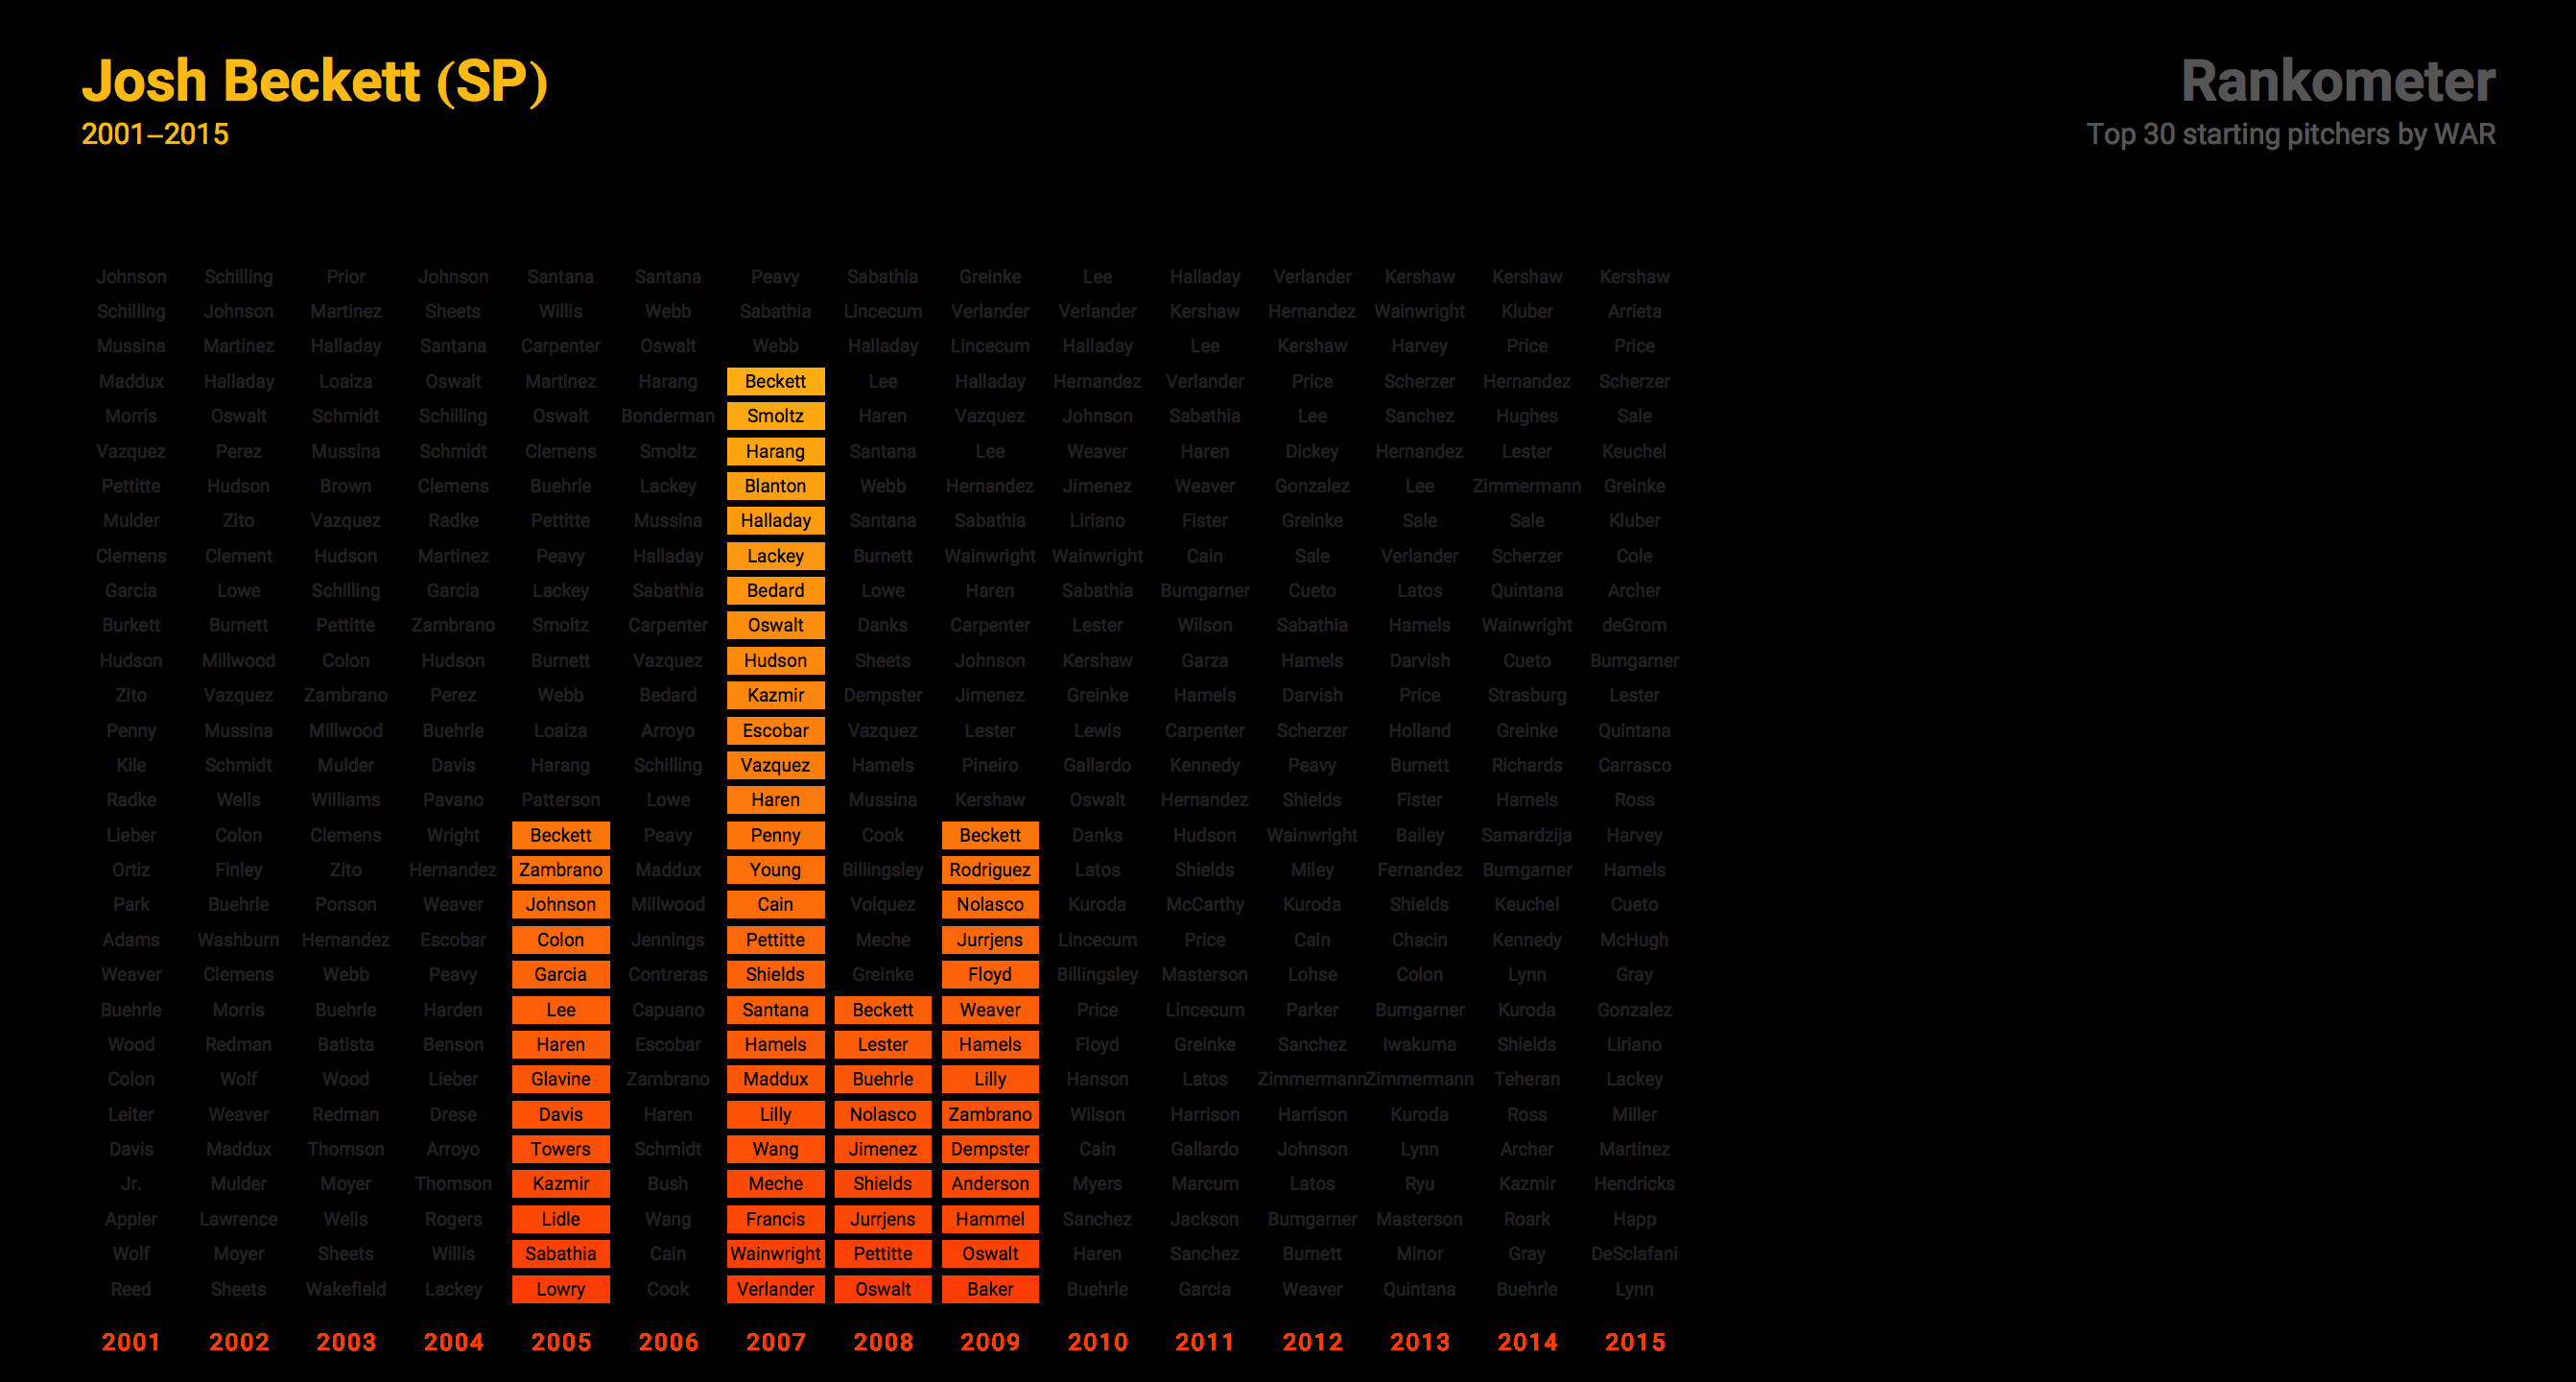 Josh Beckett (SP)
2001–2015
Rankometer
Top 30 starting pitchers by WAR
Johnson Schilling Prior Johnson Santana Santana Peavy Sabathia Greinke Lee Halladay Verlander Kershaw Kershaw Kershaw
Schilling Johnson Martinez Sheets Willis Webb Sabathia Lincecum Verlander Verlander Kershaw Hernandez Wainwright Kluber Arrieta
Mussina Martinez Halladay Santana Carpenter Oswalt Webb Halladay Lincecum Halladay Lee Kershaw Harvey Price Price
Maddux Halladay Loaiza Oswalt Martinez Harang Beckett Lee Halladay Hernandez Verlander Price Scherzer Hernandez Scherzer
Morris Oswalt Schmidt Schilling Oswalt Bonderman Smoltz Haren Vazquez Johnson Sabathia Lee Sanchez Hughes Sale
Vazquez Perez Mussina Schmidt Clemens Smoltz Harang Santana Lee Weaver Haren Dickey Hernandez Lester Keuchel
Pettitte Hudson Brown Clemens Buehrle Lackey Blanton Webb Hernandez Jimenez Weaver Gonzalez Lee Zimmermann Greinke
Mulder Zito Vazquez Radke Pettitte Mussina Halladay Santana Sabathia Liriano Fister Greinke Sale Sale Kluber
Clemens Clement Hudson Martinez Peavy Halladay Lackey Burnett Wainwright Wainwright Cain Sale Verlander Scherzer Cole
Garcia Lowe Schilling Garcia Lackey Sabathia Bedard Lowe Haren Sabathia Bumgarner Cueto Latos Quintana Archer
Burkett Burnett Pettitte Zambrano Smoltz Carpenter Oswalt Danks Carpenter Lester Wilson Sabathia Hamels Wainwright deGrom
Hudson Millwood Colon Hudson Burnett Vazquez Hudson Sheets Johnson Kershaw Garza Hamels Darvish Cueto Bumgarner
Zito Vazquez Zambrano Perez Webb Bedard Kazmir Dempster Jimenez Greinke Hamels Darvish Price Strasburg Lester
Penny Mussina Millwood Buehrle Loaiza Arroyo Escobar Vazquez Lester Lewis Carpenter Scherzer Holland Greinke Quintana
Kile Schmidt Mulder Davis Harang Schilling Vazquez Hamels Pineiro Gallardo Kennedy Peavy Burnett Richards Carrasco
Radke Wells Williams Pavano Patterson Lowe Haren Mussina Kershaw Oswalt Hernandez Shields Fister Hamels Ross
Lieber Colon Clemens Wright Beckett Peavy Penny Cook Beckett Danks Hudson Wainwright Bailey Samardzija Harvey
Ortiz Finley Zito Hernandez Zambrano Maddux Young Billingsley Rodriguez Latos Shields Miley Fernandez Bumgarner Hamels
Park Buehrle Ponson Weaver Johnson Millwood Cain Volquez Nolasco Kuroda McCarthy Kuroda Shields Keuchel Cueto
Adams Washburn Hernandez Escobar Colon Jennings Pettitte Meche Jurrjens Lincecum Price Cain Chacin Kennedy McHugh
Weaver Clemens Webb Peavy Garcia Contreras Shields Greinke Floyd Billingsley Masterson Lohse Colon Lynn Gray
Buehrle Morris Buehrle Harden Lee Capuano Santana Beckett Weaver Price Lincecum Parker Bumgarner Kuroda Gonzalez
Wood Redman Batista Benson Haren Escobar Hamels Lester Hamels Floyd Greinke Sanchez Iwakuma Shields Liriano
Colon Wolf Wood Lieber Glavine Zambrano Maddux Buehrle Lilly Hanson Latos Zimmermann Zimmermann Teheran Lackey
Leiter Weaver Redman Drese Davis Haren Lilly Nolasco Zambrano Wilson Harrison Harrison Kuroda Ross Miller
Davis Maddux Thomson Arroyo Towers Schmidt Wang Jimenez Dempster Cain Gallardo Johnson Lynn Archer Martinez
Jr. Mulder Moyer Thomson Kazmir Bush Meche Shields Anderson Myers Marcum Latos Ryu Kazmir Hendricks
Appier Lawrence Wells Rogers Lidle Wang Francis Jurrjens Hammel Sanchez Jackson Bumgarner Masterson Roark Happ
Wolf Moyer Sheets Willis Sabathia Cain Wainwright Pettitte Oswalt Haren Sanchez Burnett Minor Gray DeSclafani
Reed Sheets Wakefield Lackey Lowry Cook Verlander Oswalt Baker Buehrle Garcia Weaver Quintana Buehrle Lynn
2001 2002 2003 2004 2005 2006 2007 2008 2009 2010 2011 2012 2013 2014 2015